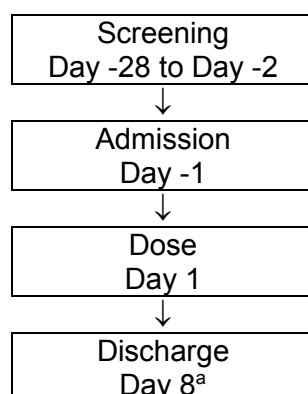 Screening
Day -28 to Day -2
↓
Admission
Day -1
↓
Dose
Day 1
↓
Discharge
Day 8ᵃ